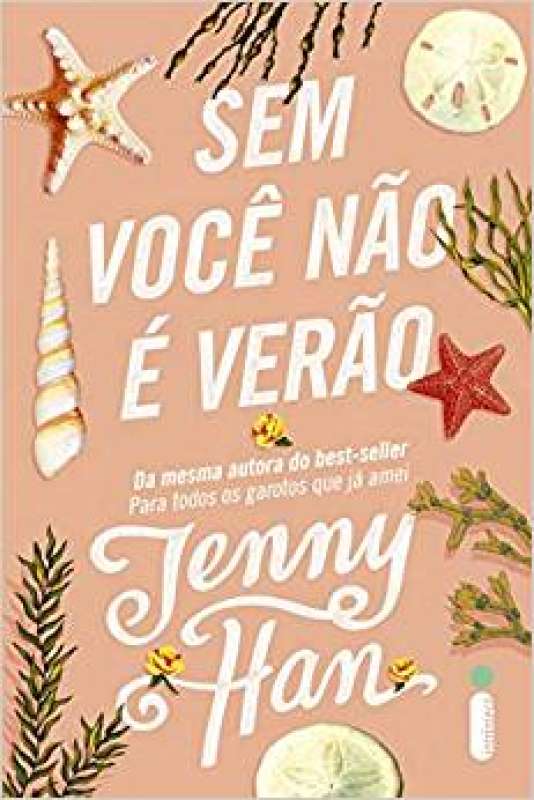 SEM
VOCÊ NÃO
É VERÃO
Da mesma autora do best-seller
Para todos os garotos que já amei
Jenny
Han
intrínseca